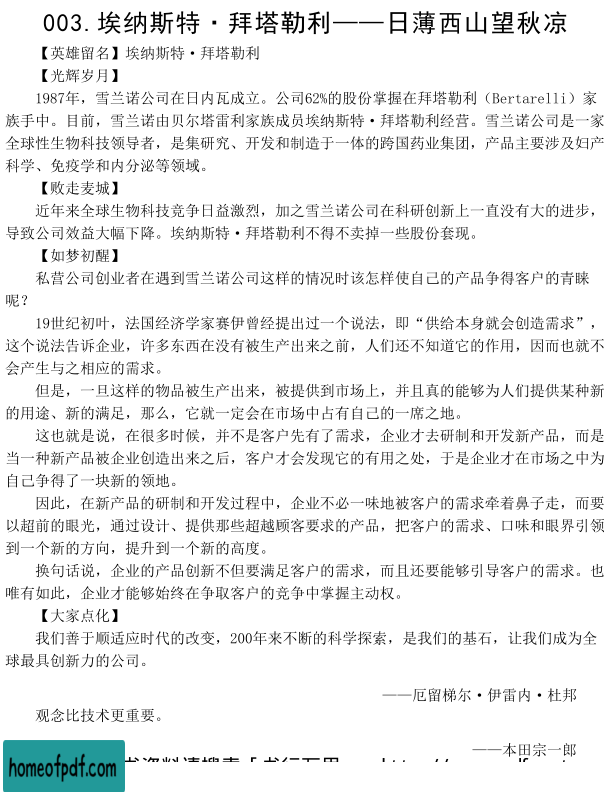 003.埃纳斯特·拜塔勒利——日薄西山望秋凉
【英雄留名】埃纳斯特·拜塔勒利
【光辉岁月】
1987年，雪兰诺公司在日内瓦成立。公司62%的股份掌握在拜塔勒利（Bertarelli）家
族手中。目前，雪兰诺由贝尔塔雷利家族成员埃纳斯特·拜塔勒利经营。雪兰诺公司是一家
全球性生物科技领导者，是集研究、开发和制造于一体的跨国药业集团，产品主要涉及妇产
科学、免疫学和内分泌等领域。
【败走麦城】
近年来全球生物科技竞争日益激烈，加之雪兰诺公司在科研创新上一直没有大的进步，
导致公司效益大幅下降。埃纳斯特·拜塔勒利不得不卖掉一些股份套现。
【如梦初醒】
私营公司创业者在遇到雪兰诺公司这样的情况时该怎样使自己的产品争得客户的青睐
呢？
19世纪初叶，法国经济学家赛伊曾经提出过一个说法，即“供给本身就会创造需求”，
这个说法告诉企业，许多东西在没有被生产出来之前，人们还不知道它的作用，因而也就不
会产生与之相应的需求。
但是，一旦这样的物品被生产出来，被提供到市场上，并且真的能够为人们提供某种新
的用途、新的满足，那么，它就一定会在市场中占有自己的一席之地。
这也就是说，在很多时候，并不是客户先有了需求，企业才去研制和开发新产品，而是
当一种新产品被企业创造出来之后，客户才会发现它的有用之处，于是企业才在市场之中为
自己争得了一块新的领地。
因此，在新产品的研制和开发过程中，企业不必一味地被客户的需求牵着鼻子走，而要
以超前的眼光，通过设计、提供那些超越顾客要求的产品，把客户的需求、口味和眼界引领
到一个新的方向，提升到一个新的高度。
换句话说，企业的产品创新不但要满足客户的需求，而且还要能够引导客户的需求。也
唯有如此，企业才能够始终在争取客户的竞争中掌握主动权。
【大家点化】
我们善于顺适应时代的改变，200年来不断的科学探索，是我们的基石，让我们成为全
球最具创新力的公司。
——厄留梯尔·伊雷内·杜邦
观念比技术更重要。
——本田宗一郎
homeofpdf.com